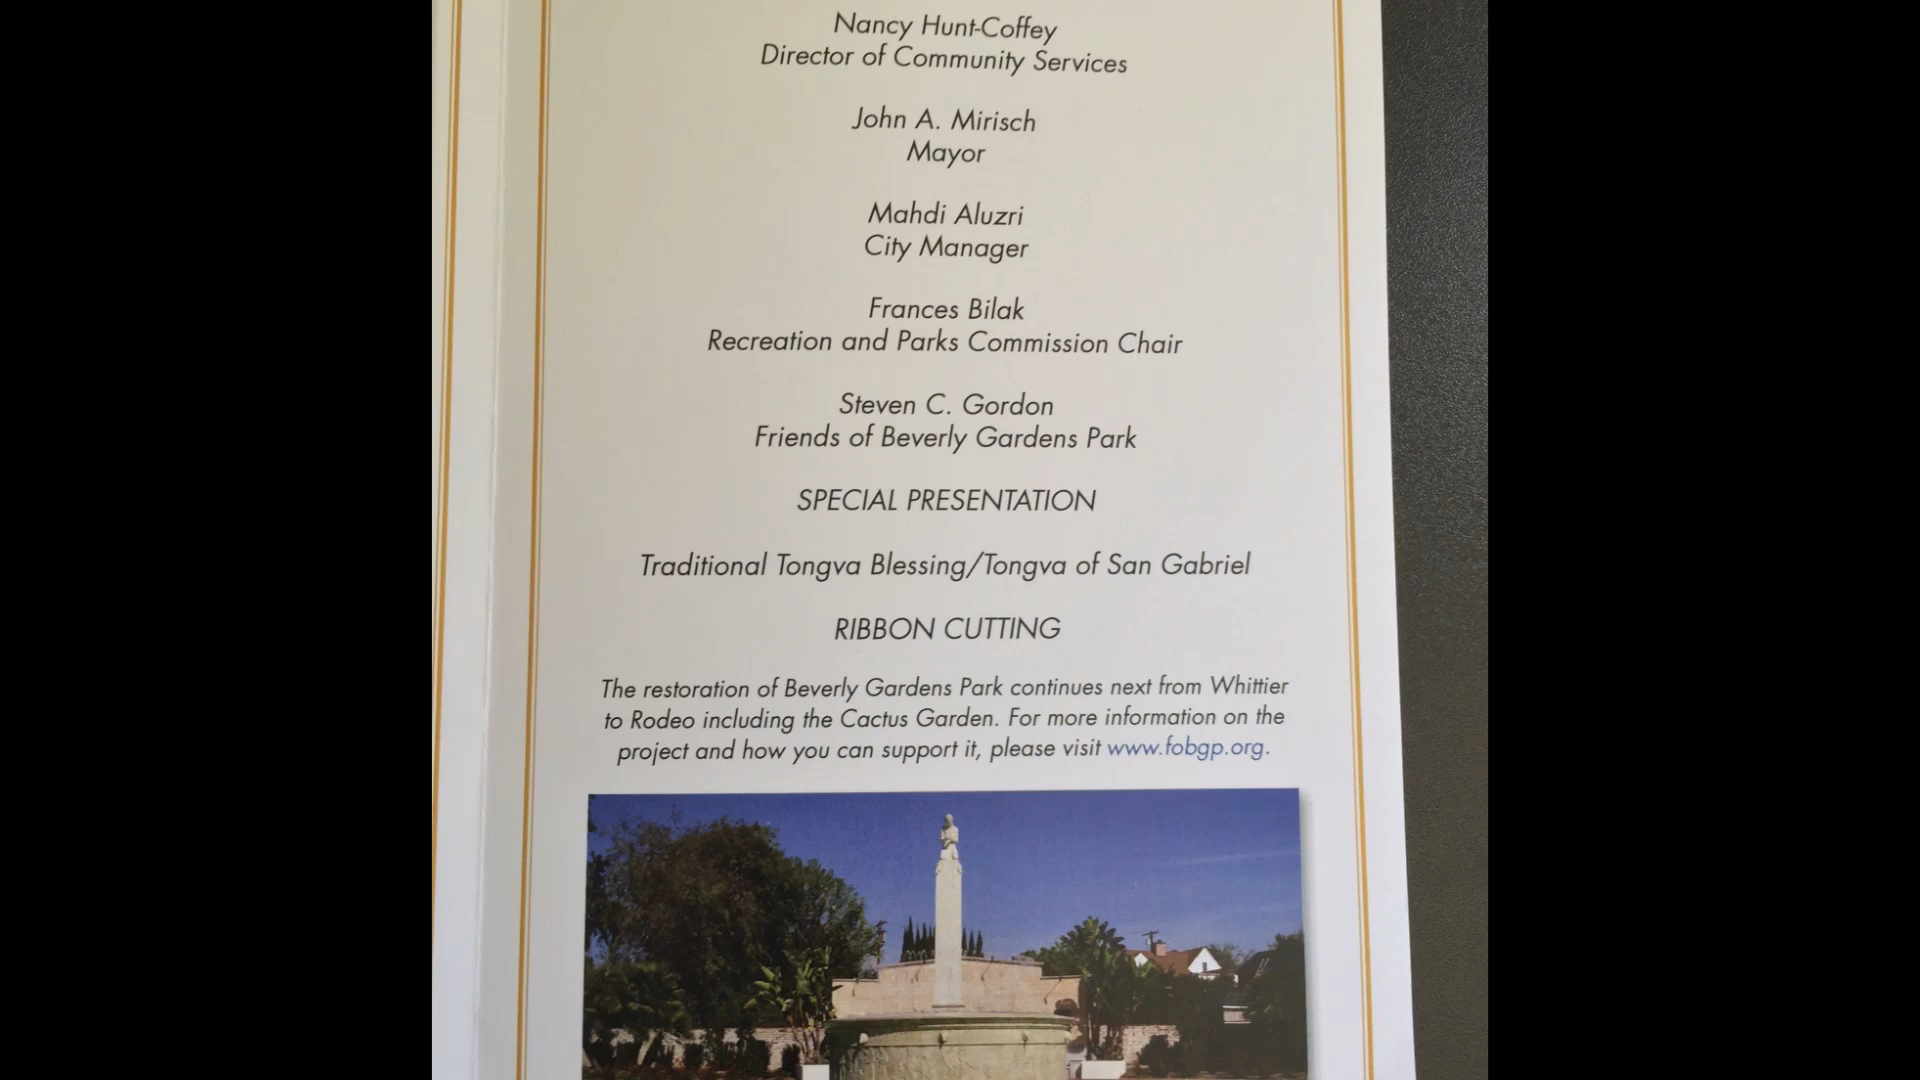 Nancy Hunt-Coffey
Director of Community Services
John A. Mirisch
Mayor
Mahdi Aluzri
City Manager
Frances Bilak
Recreation and Parks Commission Chair
Steven C. Gordon
Friends of Beverly Gardens Park
SPECIAL PRESENTATION
Traditional Tongva Blessing/Tongva of San Gabriel
RIBBON CUTTING
The restoration of Beverly Gardens Park continues next from Whittier
to Rodeo including the Cactus Garden. For more information on the
project and how you can support it, please visit www.fobgp.org.